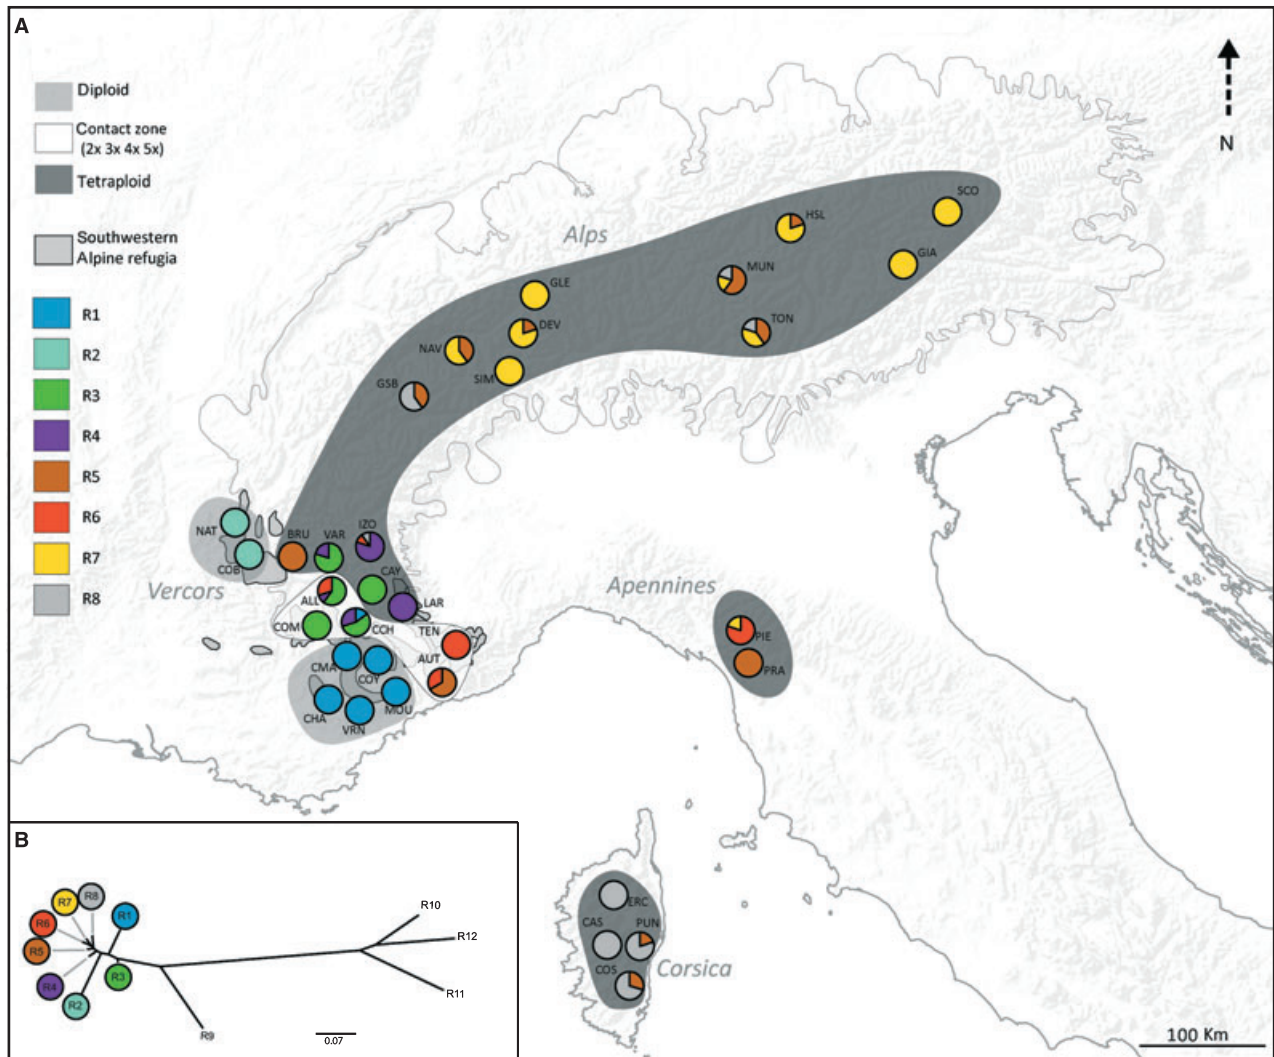 A
N
Diploid
Contact zone
(2x 3x 4x 5x)
Tetraploid
Southwestern
Alpine refugia
R1
R2
R3
R4
R5
R6
R7
R8
Alps
SCO
HSL
GIA
MUN
TON
GLE
DEV
NAV
SIM
GSB
NAT
COB
Vercors
BRU
VAR
IZO
CAY
ALL
LAR
COM
CCH
TEN
AUT
CMA
COY
CHA
VRN
MOU
Apennines
PIE
PRA
ERC
CAS
PUN
COS
Corsica
100 Km
B
R8
R7
R1
R6
R5
R4
R3
R2
R10
R12
R11
R9
0.07